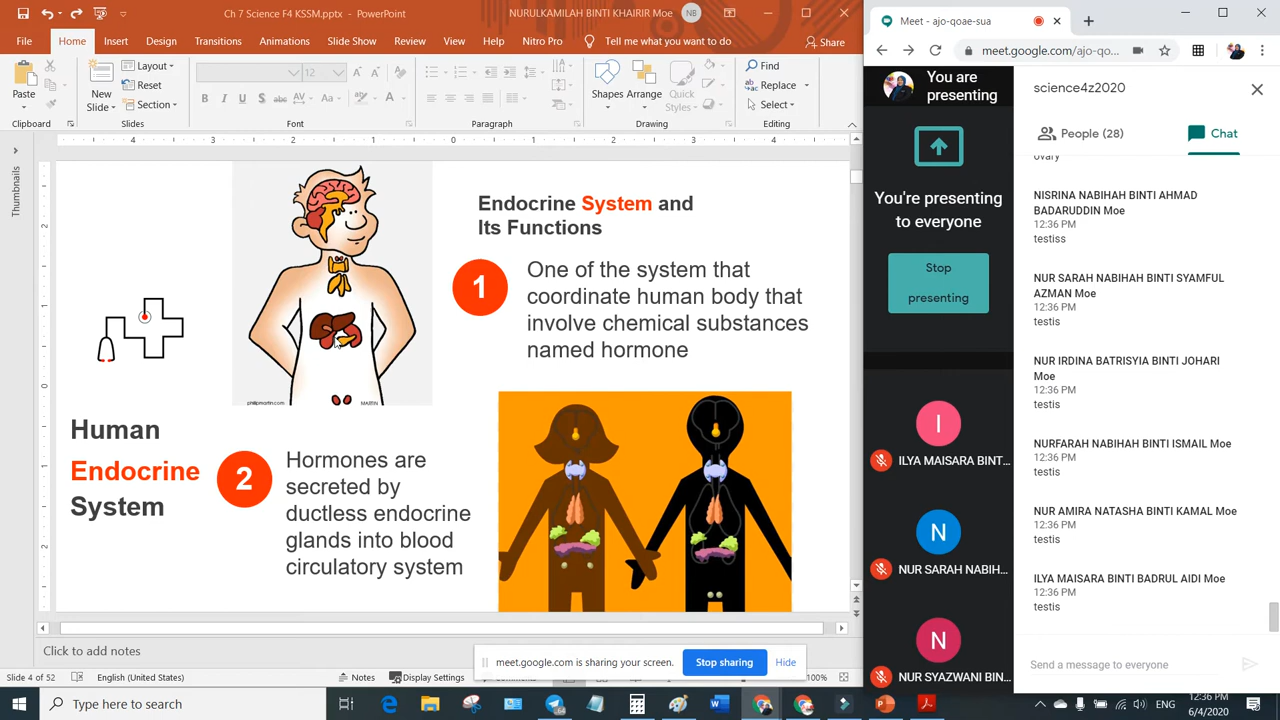 Ch 7 Science F4 KSSM.pptx
NURULKAMILAH BINTI KHAIRIR Moe
NB
File Home Insert Design Transitions Animations Slide Show Review View Help Nitro Pro Tell me what you want to do Share
Paste
New
Slide
Layout
Reset
Section
Shapes
Arrange
Quick
Styles
Find
Replace
Select
Clipboard
Slides
Font
Paragraph
Drawing
Editing
Thumbnails
Endocrine System and
Its Functions
1
One of the system that
coordinate human body that
involve chemical substances
named hormone
philipmartin.com
MARTIN
Human
Endocrine
System
2
Hormones are
secreted by
ductless endocrine
glands into blood
circulatory system
Click to add notes
Slide 4 of 52
English (United States)
Notes
Display Settings
100%
meet.google.com is sharing your screen.
Stop sharing
Hide
Type here to search
Meet - ajo-qoae-sua
meet.google.com/ajo-qo...
You are
presenting
You're presenting
to everyone
Stop
presenting
I
ILYA MAISARA BINT...
N
NUR SARAH NABIH...
N
NUR SYAZWANI BIN...
science4z2020
People (28)
Chat
ovary
NISRINA NABIHAH BINTI AHMAD
BADARUDDIN Moe
12:36 PM
testiss
NUR SARAH NABIHAH BINTI SYAMFUL
AZMAN Moe
12:36 PM
testis
NUR IRDINA BATRISYIA BINTI JOHARI
Moe
12:36 PM
testis
NURFARAH NABIHAH BINTI ISMAIL Moe
12:36 PM
testis
NUR AMIRA NATASHA BINTI KAMAL Moe
12:36 PM
testis
ILYA MAISARA BINTI BADRUL AIDI Moe
12:36 PM
testis
Send a message to everyone
ENG
12:36 PM
6/4/2020